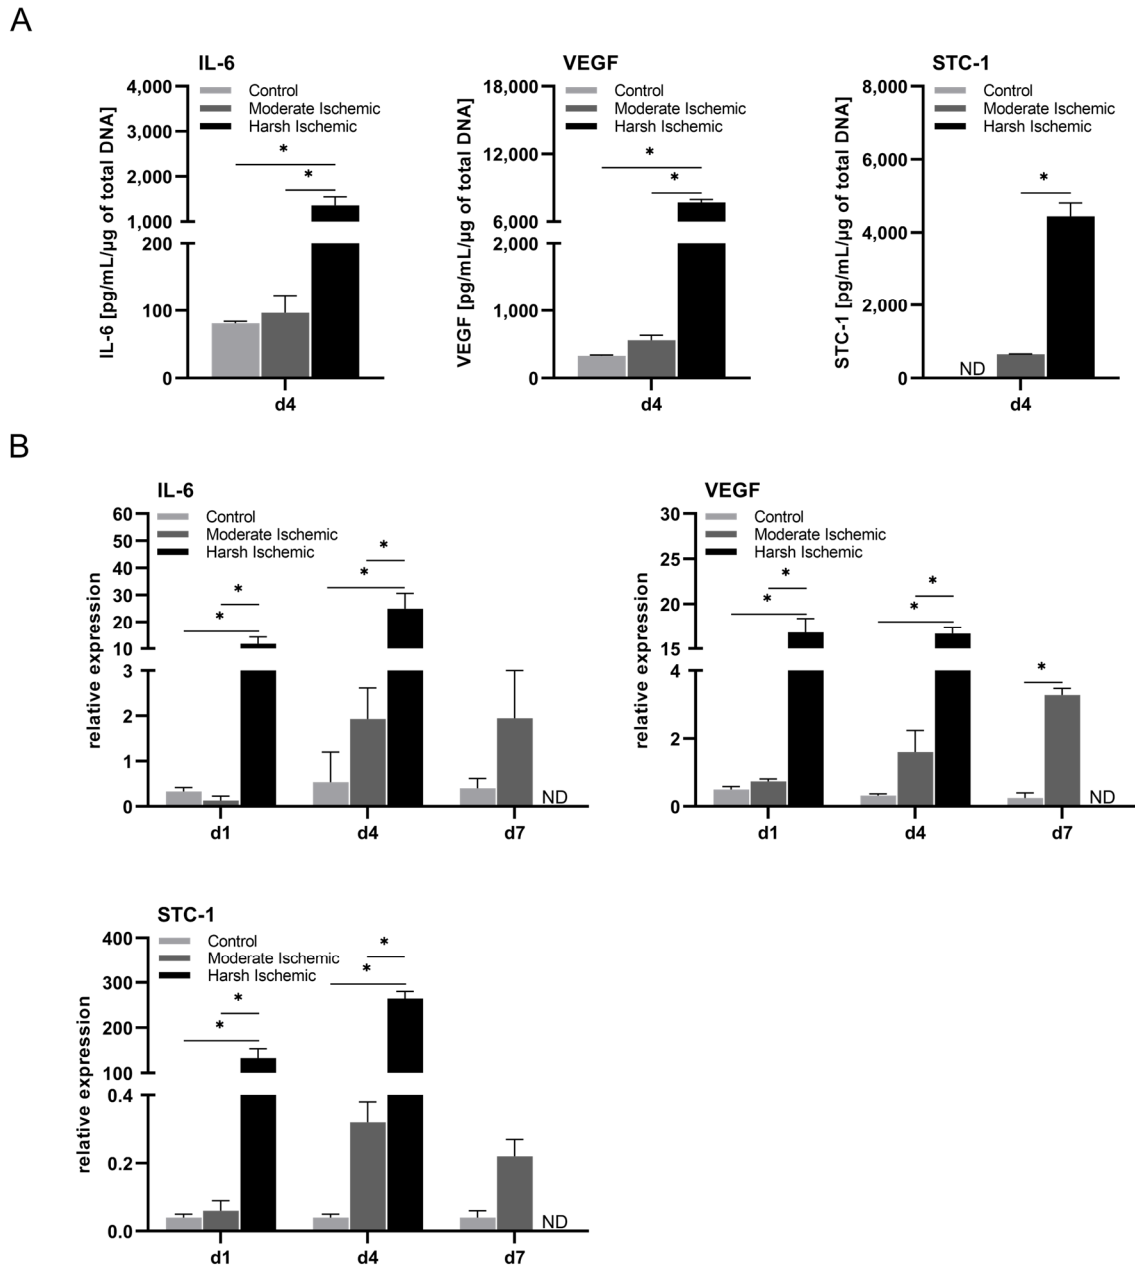 A
IL-6
Control
Moderate Ischemic
Harsh Ischemic
IL-6 [pg/mL/µg of total DNA]
4,000
3,000
2,000
1,000
200
100
0
*
*
d4
VEGF
Control
Moderate Ischemic
Harsh Ischemic
VEGF [pg/mL/µg of total DNA]
18,000
12,000
6,000
2,000
1,000
0
*
*
d4
STC-1
Control
Moderate Ischemic
Harsh Ischemic
STC-1 [pg/mL/µg of total DNA]
8,000
6,000
4,000
2,000
0
*
ND
d4
B
IL-6
Control
Moderate Ischemic
Harsh Ischemic
relative expression
60
50
40
30
20
10
3
2
1
0
*
*
*
*
ND
d1 d4 d7
VEGF
Control
Moderate Ischemic
Harsh Ischemic
relative expression
30
25
20
15
4
2
0
*
*
*
*
*
ND
d1 d4 d7
STC-1
Control
Moderate Ischemic
Harsh Ischemic
relative expression
400
300
200
100
0.4
0.2
0.0
*
*
*
*
ND
d1 d4 d7